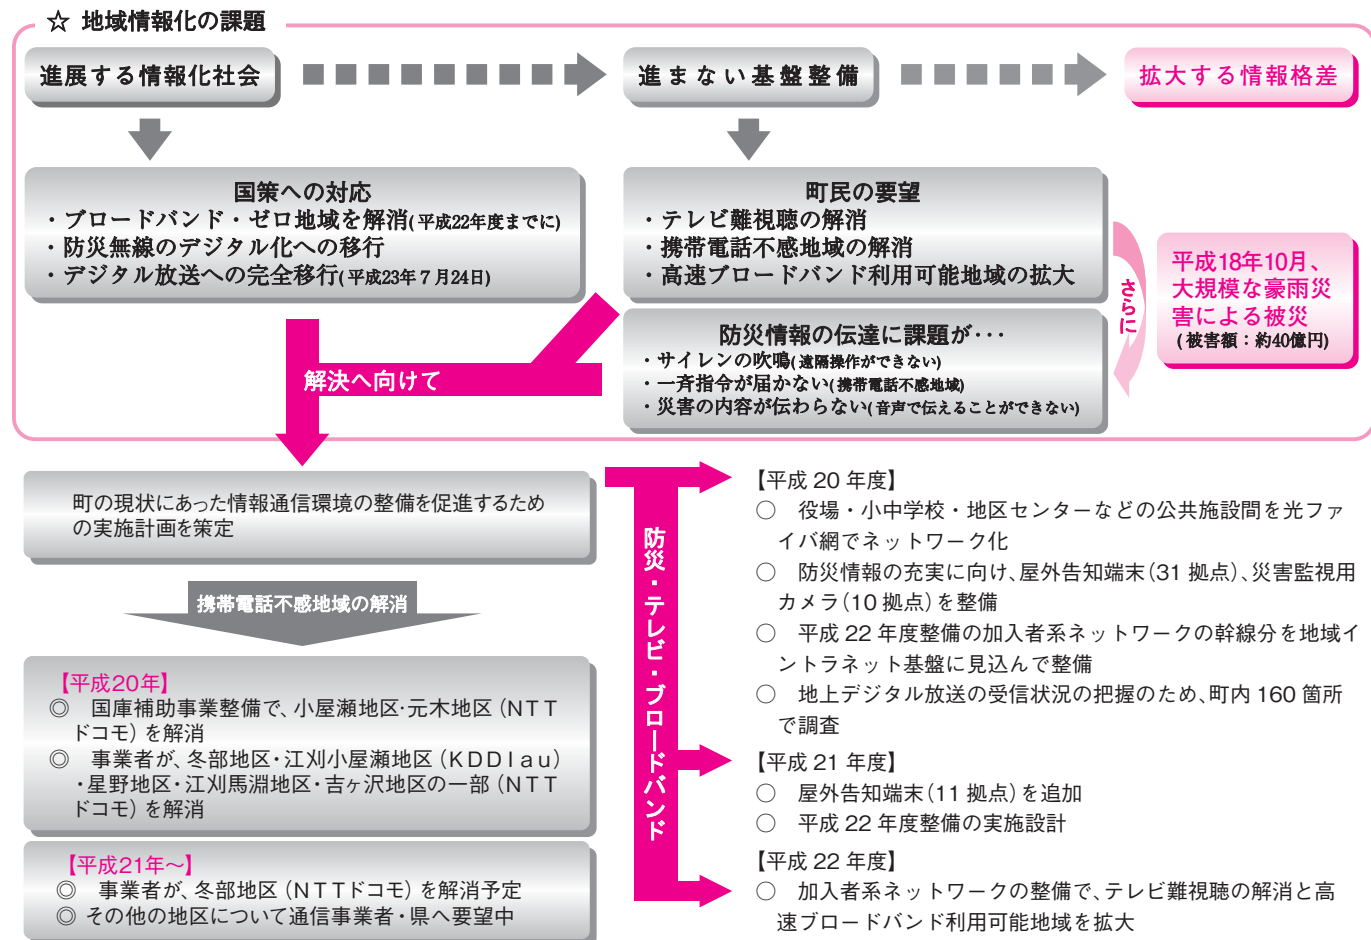 ☆ 地域情報化の課題
進展する情報化社会
進まない基盤整備
拡大する情報格差
国策への対応
・ブロードバンド・ゼロ地域を解消(平成22年度までに)
・防災無線のデジタル化への移行
・デジタル放送への完全移行(平成23年7月24日)
町民の要望
・テレビ難視聴の解消
・携帯電話不感地域の解消
・高速ブロードバンド利用可能地域の拡大
さらに
平成18年10月、
大規模な豪雨災
害による被災
(被害額：約40億円)
防災情報の伝達に課題が･･･
・サイレンの吹鳴(遠隔操作ができない)
・一斉指令が届かない(携帯電話不感地域)
・災害の内容が伝わらない(音声で伝えることができない)
解決へ向けて
町の現状にあった情報通信環境の整備を促進するため
の実施計画を策定
携帯電話不感地域の解消
【平成20年】
◎　国庫補助事業整備で、小屋瀬地区・元木地区（ＮＴＴ
ドコモ）を解消
◎　事業者が、冬部地区・江刈小屋瀬地区（ＫＤＤＩａｕ）
・星野地区・江刈馬淵地区・吉ヶ沢地区の一部（ＮＴＴ
ドコモ）を解消
【平成21年～】
◎　事業者が、冬部地区（ＮＴＴドコモ）を解消予定
◎ その他の地区について通信事業者・県へ要望中
防災・テレビ・ブロードバンド
【平成 20 年度】
○　役場・小中学校・地区センターなどの公共施設間を光ファ
イバ網でネットワーク化
○　防災情報の充実に向け、屋外告知端末（31 拠点）、災害監視用
カメラ（10 拠点）を整備
○　平成 22 年度整備の加入者系ネットワークの幹線分を地域イ
ントラネット基盤に見込んで整備
○　地上デジタル放送の受信状況の把握のため、町内 160 箇所
で調査
【平成 21 年度】
○　屋外告知端末（11 拠点）を追加
○　平成 22 年度整備の実施設計
【平成 22 年度】
○　加入者系ネットワークの整備で、テレビ難視聴の解消と高
速ブロードバンド利用可能地域を拡大